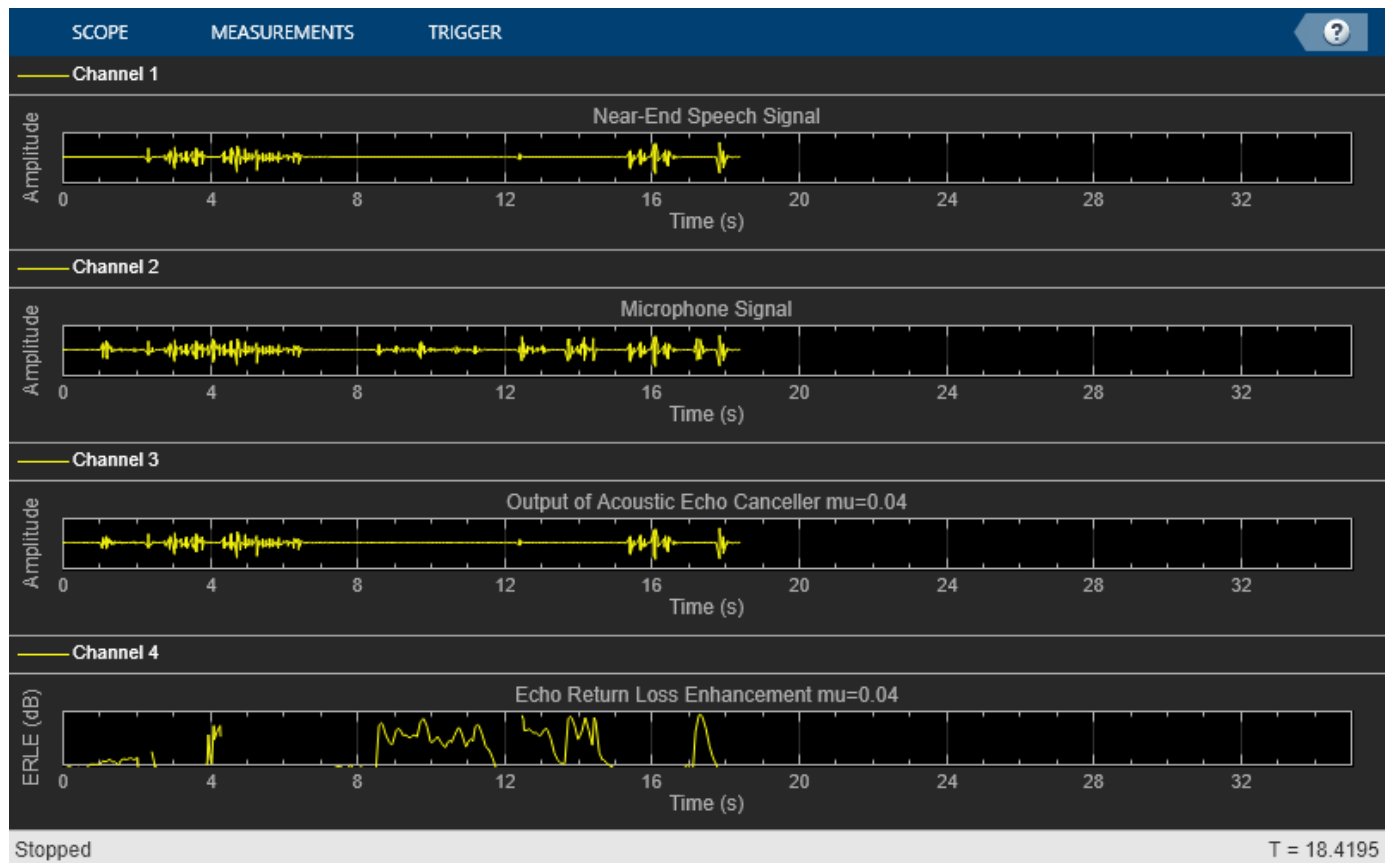 SCOPE MEASUREMENTS TRIGGER ?
Channel 1
Near-End Speech Signal
Amplitude
0 4 8 12 16 20 24 28 32
Time (s)
Channel 2
Microphone Signal
Amplitude
0 4 8 12 16 20 24 28 32
Time (s)
Channel 3
Output of Acoustic Echo Canceller mu=0.04
Amplitude
0 4 8 12 16 20 24 28 32
Time (s)
Channel 4
Echo Return Loss Enhancement mu=0.04
ERLE (dB)
0 4 8 12 16 20 24 28 32
Time (s)
Stopped T = 18.4195